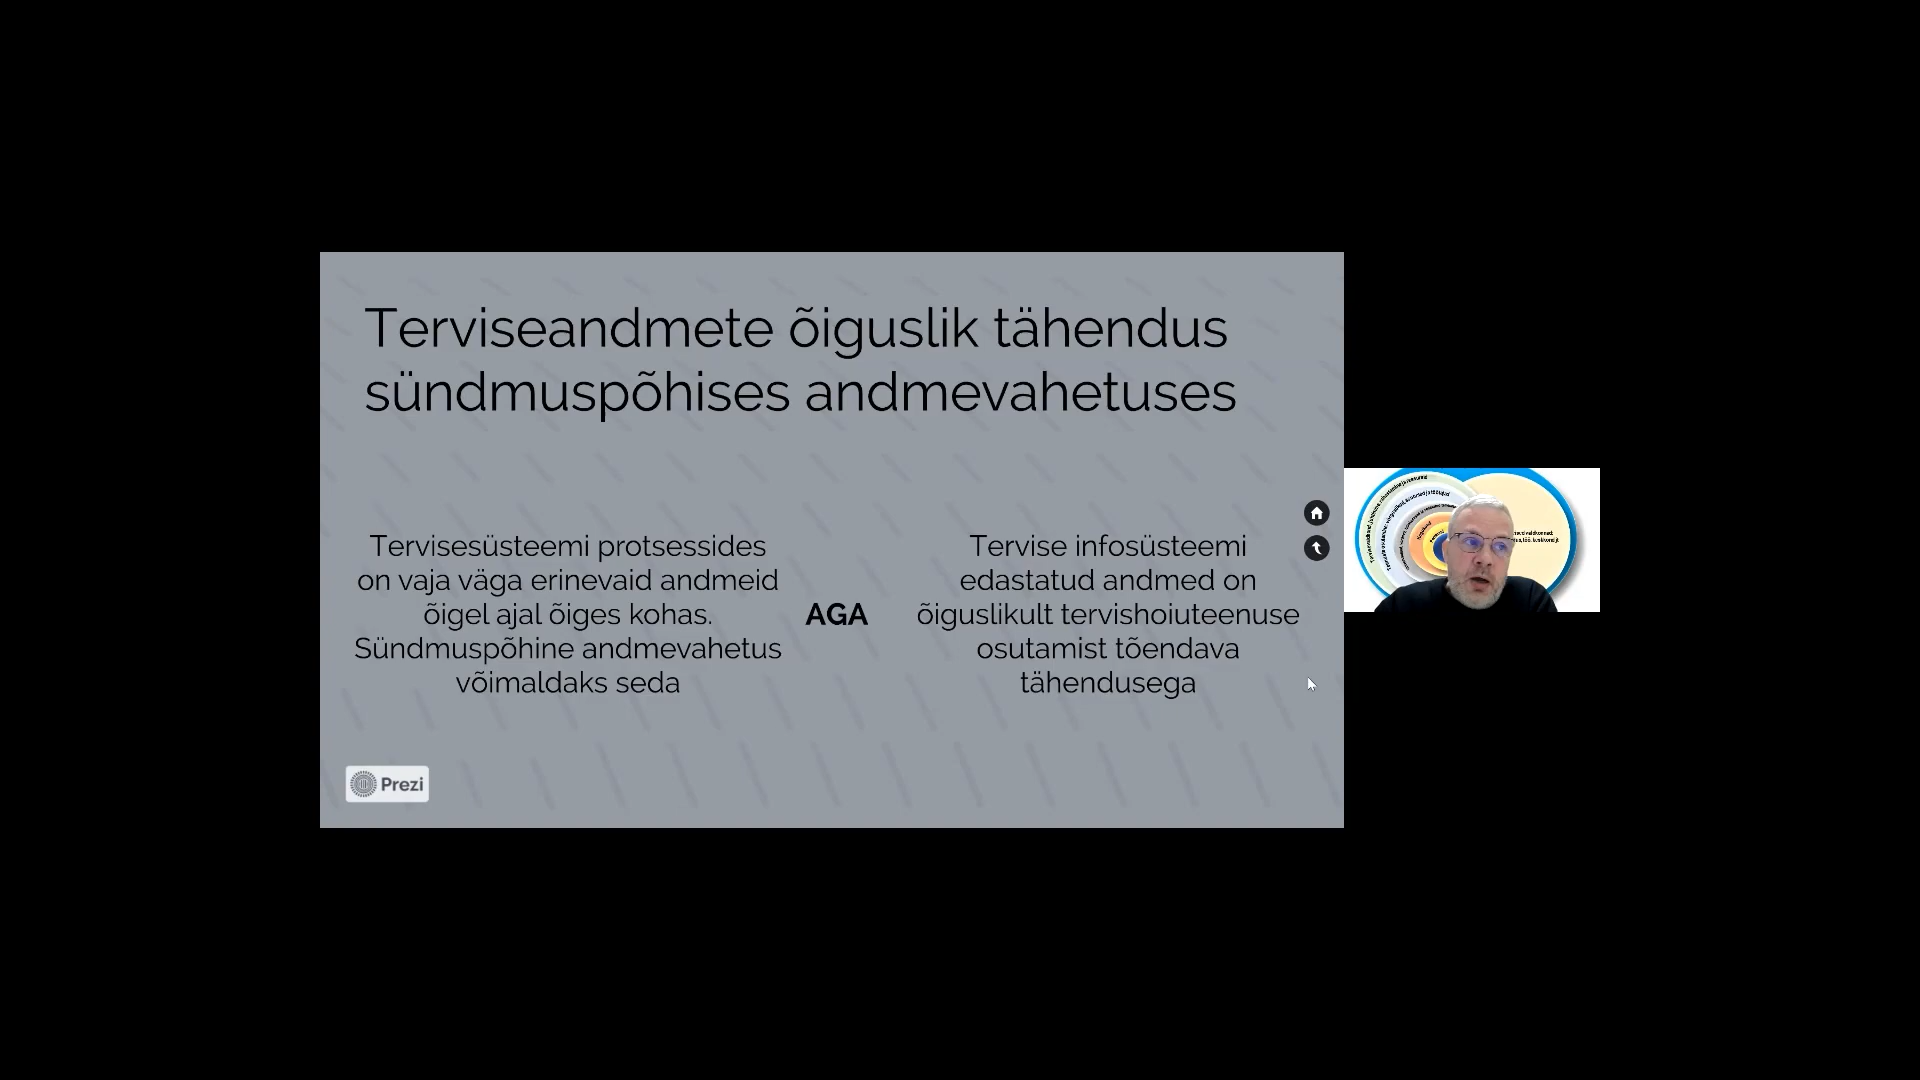 Terviseandmete õiguslik tähendus
sündmuspõhises andmevahetuses
Tervisesüsteemi protsessides
on vaja väga erinevaid andmeid
õigel ajal õiges kohas.
Sündmuspõhine andmevahetus
võimaldaks seda
AGA
Tervise infosüsteemi
edastatud andmed on
õiguslikult tervishoiuteenuse
osutamist tõendava
tähendusega
Prezi